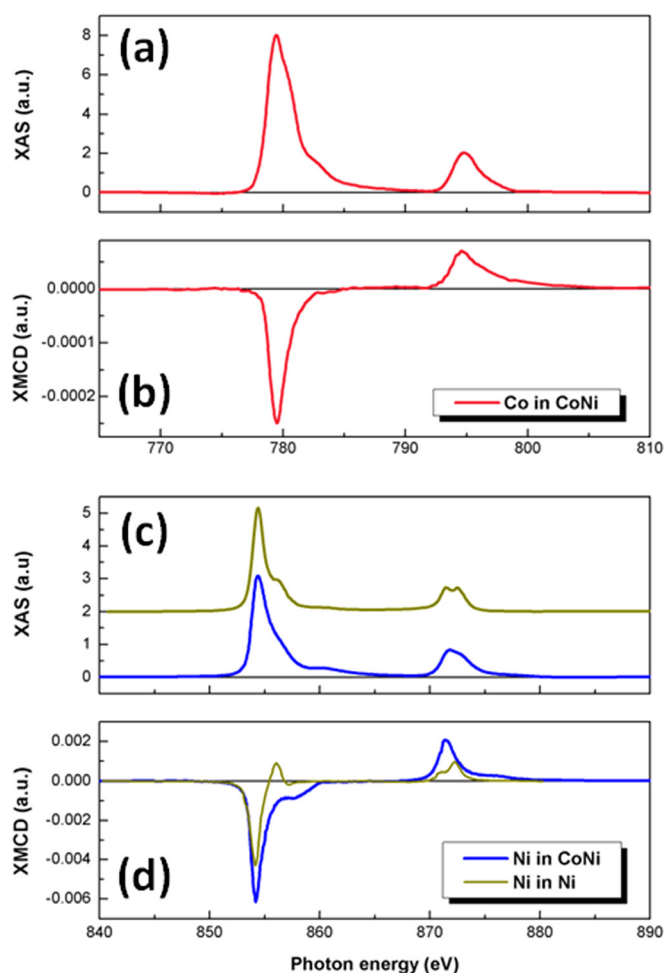 (a)
XAS (a.u.)
8
6
4
2
0
(b)
XMCD (a.u.)
0.0000
-0.0001
-0.0002
Co in CoNi
770 780 790 800 810
(c)
XAS (a.u)
5
4
3
2
1
0
(d)
XMCD (a.u.)
0.002
0.000
-0.002
-0.004
-0.006
Ni in CoNi
Ni in Ni
840 850 860 870 880 890
Photon energy (eV)